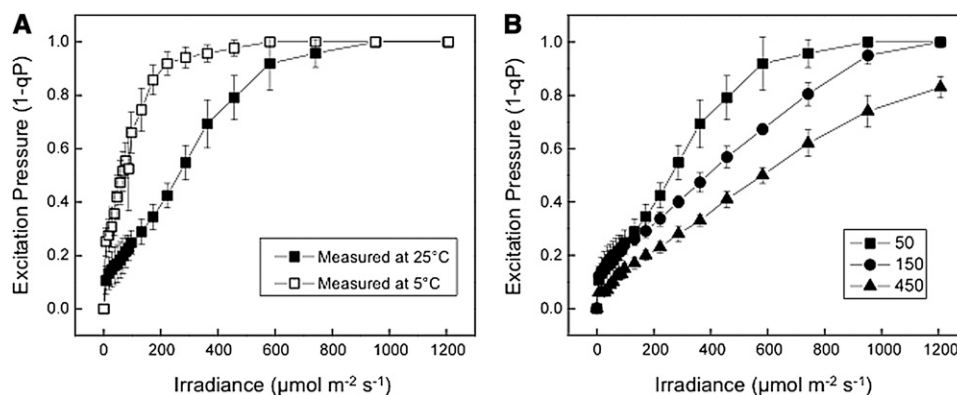 A
Excitation Pressure (1-qP)
1.0
0.8
0.6
0.4
0.2
0.0
Measured at 25°C
Measured at 5°C
0 200 400 600 800 1000 1200
Irradiance (µmol m-2 s-1)
B
Excitation Pressure (1-qP)
1.0
0.8
0.6
0.4
0.2
0.0
50
150
450
0 200 400 600 800 1000 1200
Irradiance (µmol m-2 s-1)